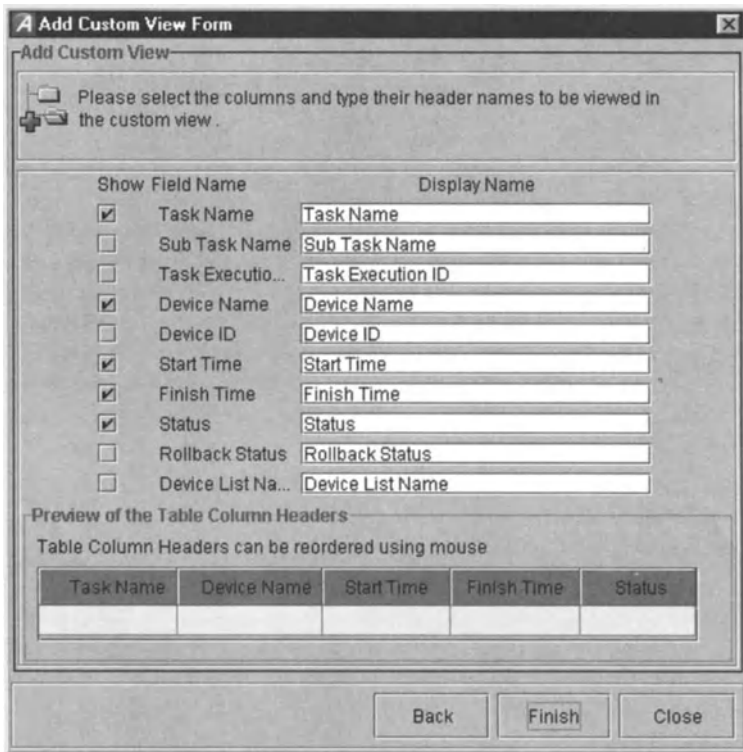 Add Custom View Form
Add Custom View
Please select the columns and type their header names to be viewed in
the custom view .
Show Field Name Display Name
Task Name Task Name
Sub Task Name Sub Task Name
Task Executio... Task Execution ID
Device Name Device Name
Device ID Device ID
Start Time Start Time
Finish Time Finish Time
Status Status
Rollback Status Rollback Status
Device List Na... Device List Name
Preview of the Table Column Headers
Table Column Headers can be reordered using mouse
Task Name Device Name Start Time Finish Time Status
Back Finish Close